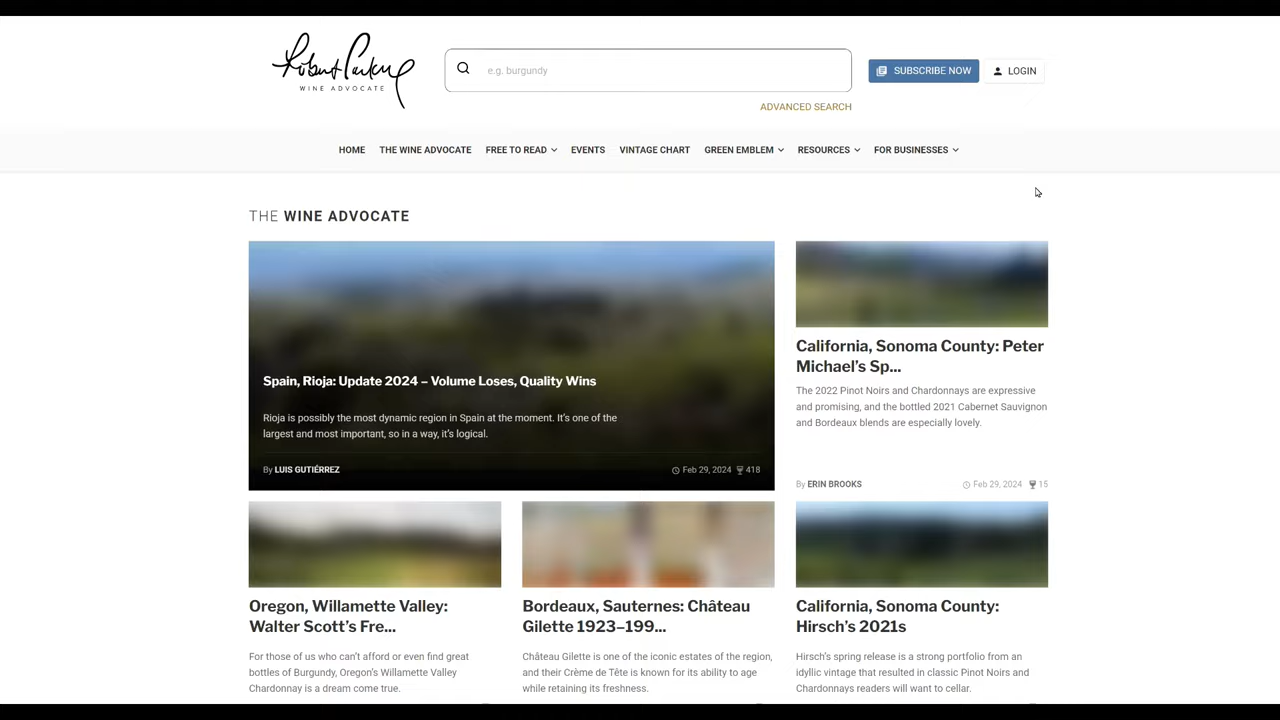 Robert Parker
WINE ADVOCATE
e.g. burgundy
SUBSCRIBE NOW
LOGIN
ADVANCED SEARCH
HOME THE WINE ADVOCATE FREE TO READ EVENTS VINTAGE CHART GREEN EMBLEM RESOURCES FOR BUSINESSES
THE WINE ADVOCATE
Spain, Rioja: Update 2024 – Volume Loses, Quality Wins
Rioja is possibly the most dynamic region in Spain at the moment. It’s one of the
largest and most important, so in a way, it’s logical.
By LUIS GUTIÉRREZ Feb 29, 2024 418
California, Sonoma County: Peter
Michael’s Sp...
The 2022 Pinot Noirs and Chardonnays are expressive
and promising, and the bottled 2021 Cabernet Sauvignon
and Bordeaux blends are especially lovely.
By ERIN BROOKS Feb 29, 2024 15
Oregon, Willamette Valley:
Walter Scott’s Fre...
For those of us who can’t afford or even find great
bottles of Burgundy, Oregon’s Willamette Valley
Chardonnay is a dream come true.
Bordeaux, Sauternes: Château
Gilette 1923–199...
Château Gilette is one of the iconic estates of the region,
and their Crème de Tête is known for its ability to age
while retaining its freshness.
California, Sonoma County:
Hirsch’s 2021s
Hirsch’s spring release is a strong portfolio from an
idyllic vintage that resulted in classic Pinot Noirs and
Chardonnays readers will want to cellar.